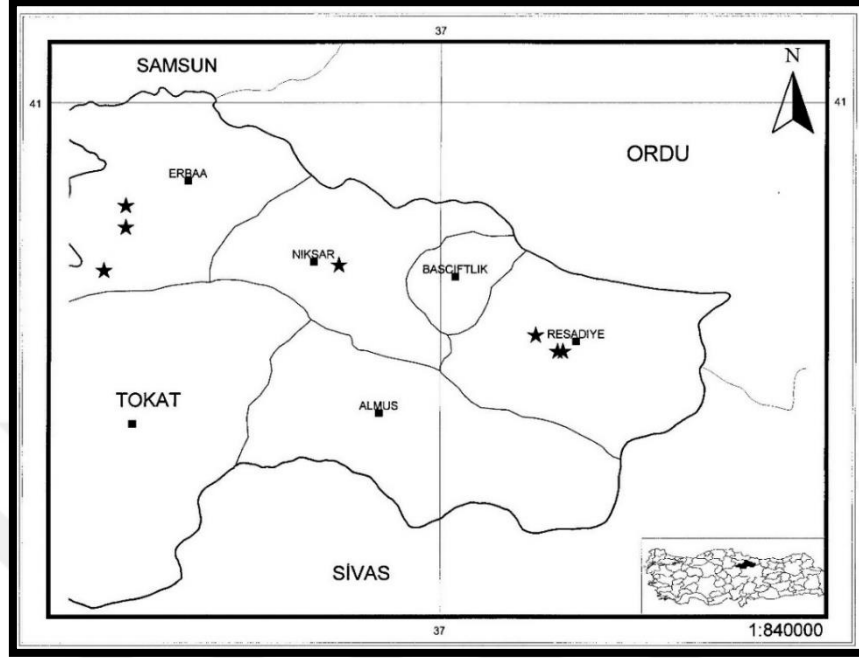 37
SAMSUN
N
41
41
ORDU
ERBAA
NIKSAR
BASCIFTLIK
RESADIYE
TOKAT
ALMUS
SİVAS
37
1:840000